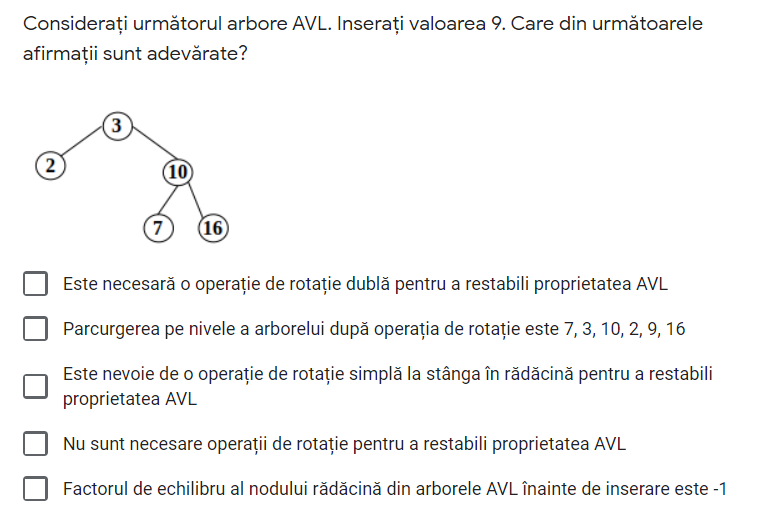 Considerați următorul arbore AVL. Inserați valoarea 9. Care din următoarele
afirmații sunt adevărate?
3
2
10
7
16
Este necesară o operație de rotație dublă pentru a restabili proprietatea AVL
Parcurgerea pe nivele a arborelui după operația de rotație este 7, 3, 10, 2, 9, 16
Este nevoie de o operație de rotație simplă la stânga în rădăcină pentru a restabili
proprietatea AVL
Nu sunt necesare operații de rotație pentru a restabili proprietatea AVL
Factorul de echilibru al nodului rădăcină din arborele AVL înainte de inserare este -1